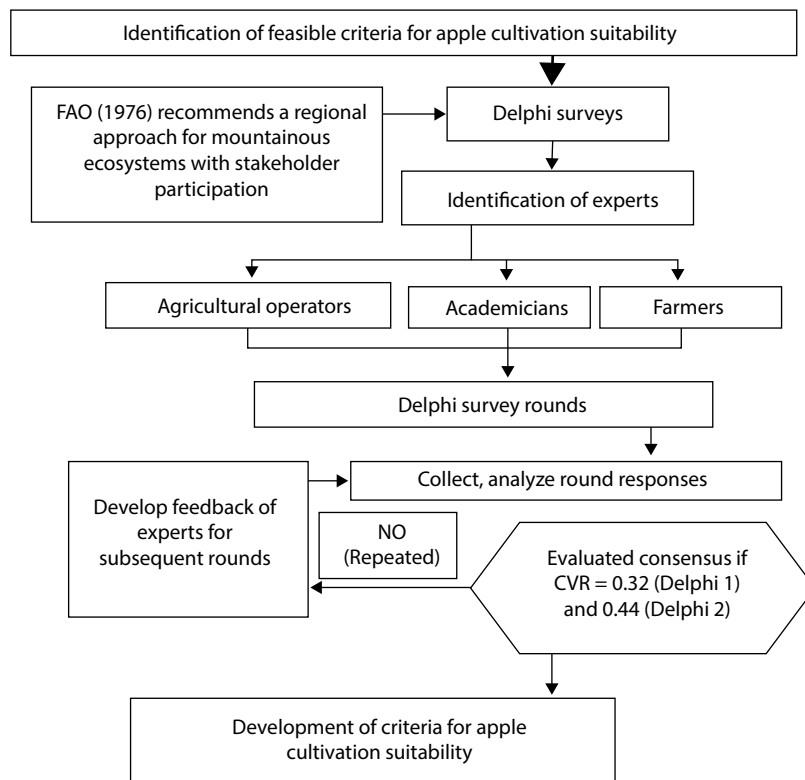 Identification of feasible criteria for apple cultivation suitability
FAO (1976) recommends a regional
approach for mountainous
ecosystems with stakeholder
participation
Delphi surveys
Identification of experts
Agricultural operators
Academicians
Farmers
Delphi survey rounds
Collect, analyze round responses
Develop feedback of
experts for
subsequent rounds
NO
(Repeated)
Evaluated consensus if
CVR = 0.32 (Delphi 1)
and 0.44 (Delphi 2)
Development of criteria for apple
cultivation suitability